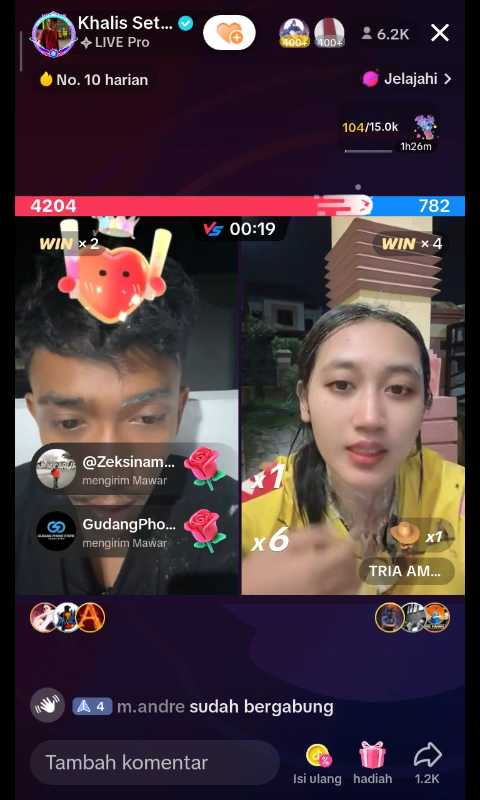 Khalis Set...
LIVE Pro
400+
400+
6.2K
No. 10 harian
Jelajahi
104/15.0k
1h26m
4204
782
WIN × 2
VS 00:19
WIN × 4
@Zeksinam...
mengirim Mawar
x1
GudangPho...
mengirim Mawar
x6
x1
TRIA AM...
4 m.andre sudah bergabung
Tambah komentar
Isi ulang
hadiah
1.2K